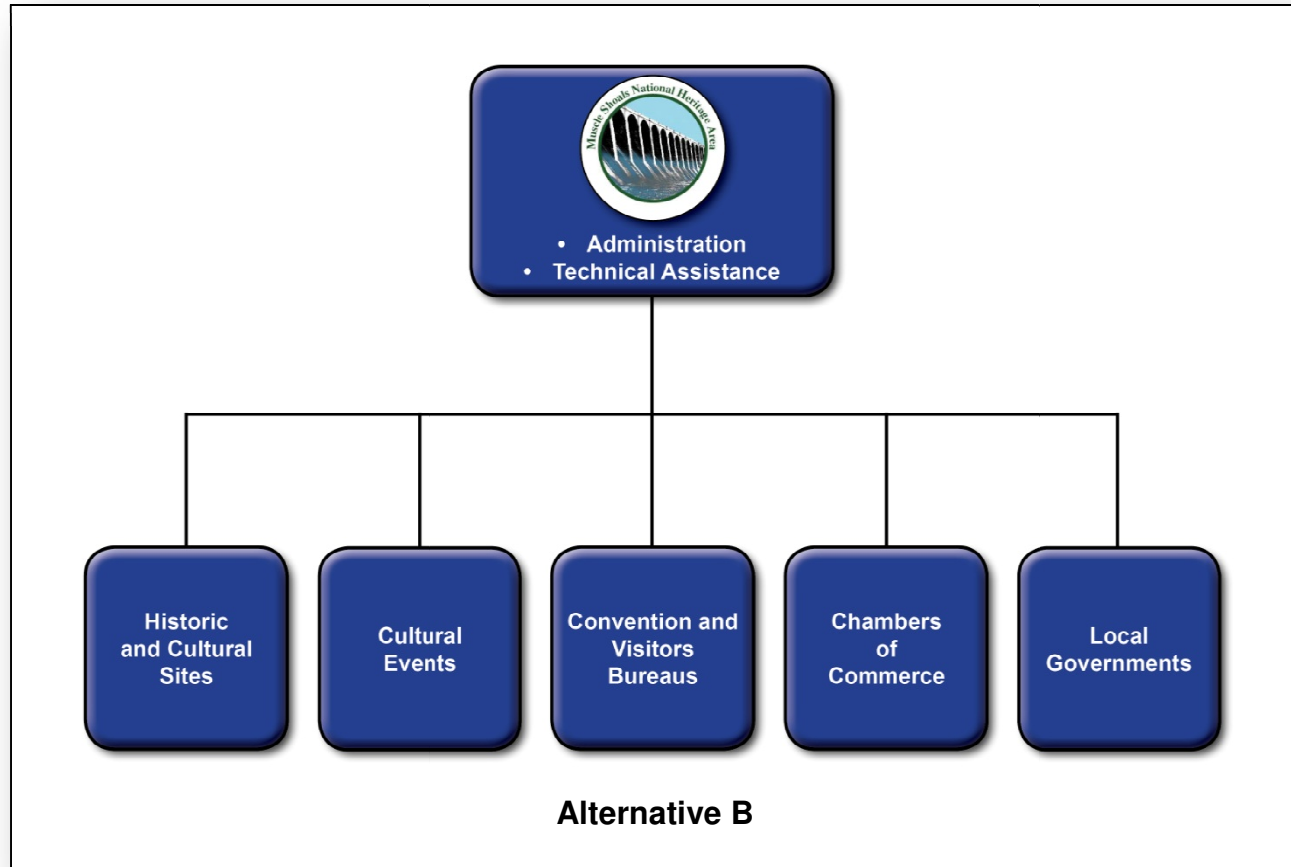 Muscle Shoals National Heritage Area
• Administration
• Technical Assistance
Historic
and Cultural
Sites
Cultural
Events
Convention and
Visitors
Bureaus
Chambers
of
Commerce
Local
Governments
Alternative B